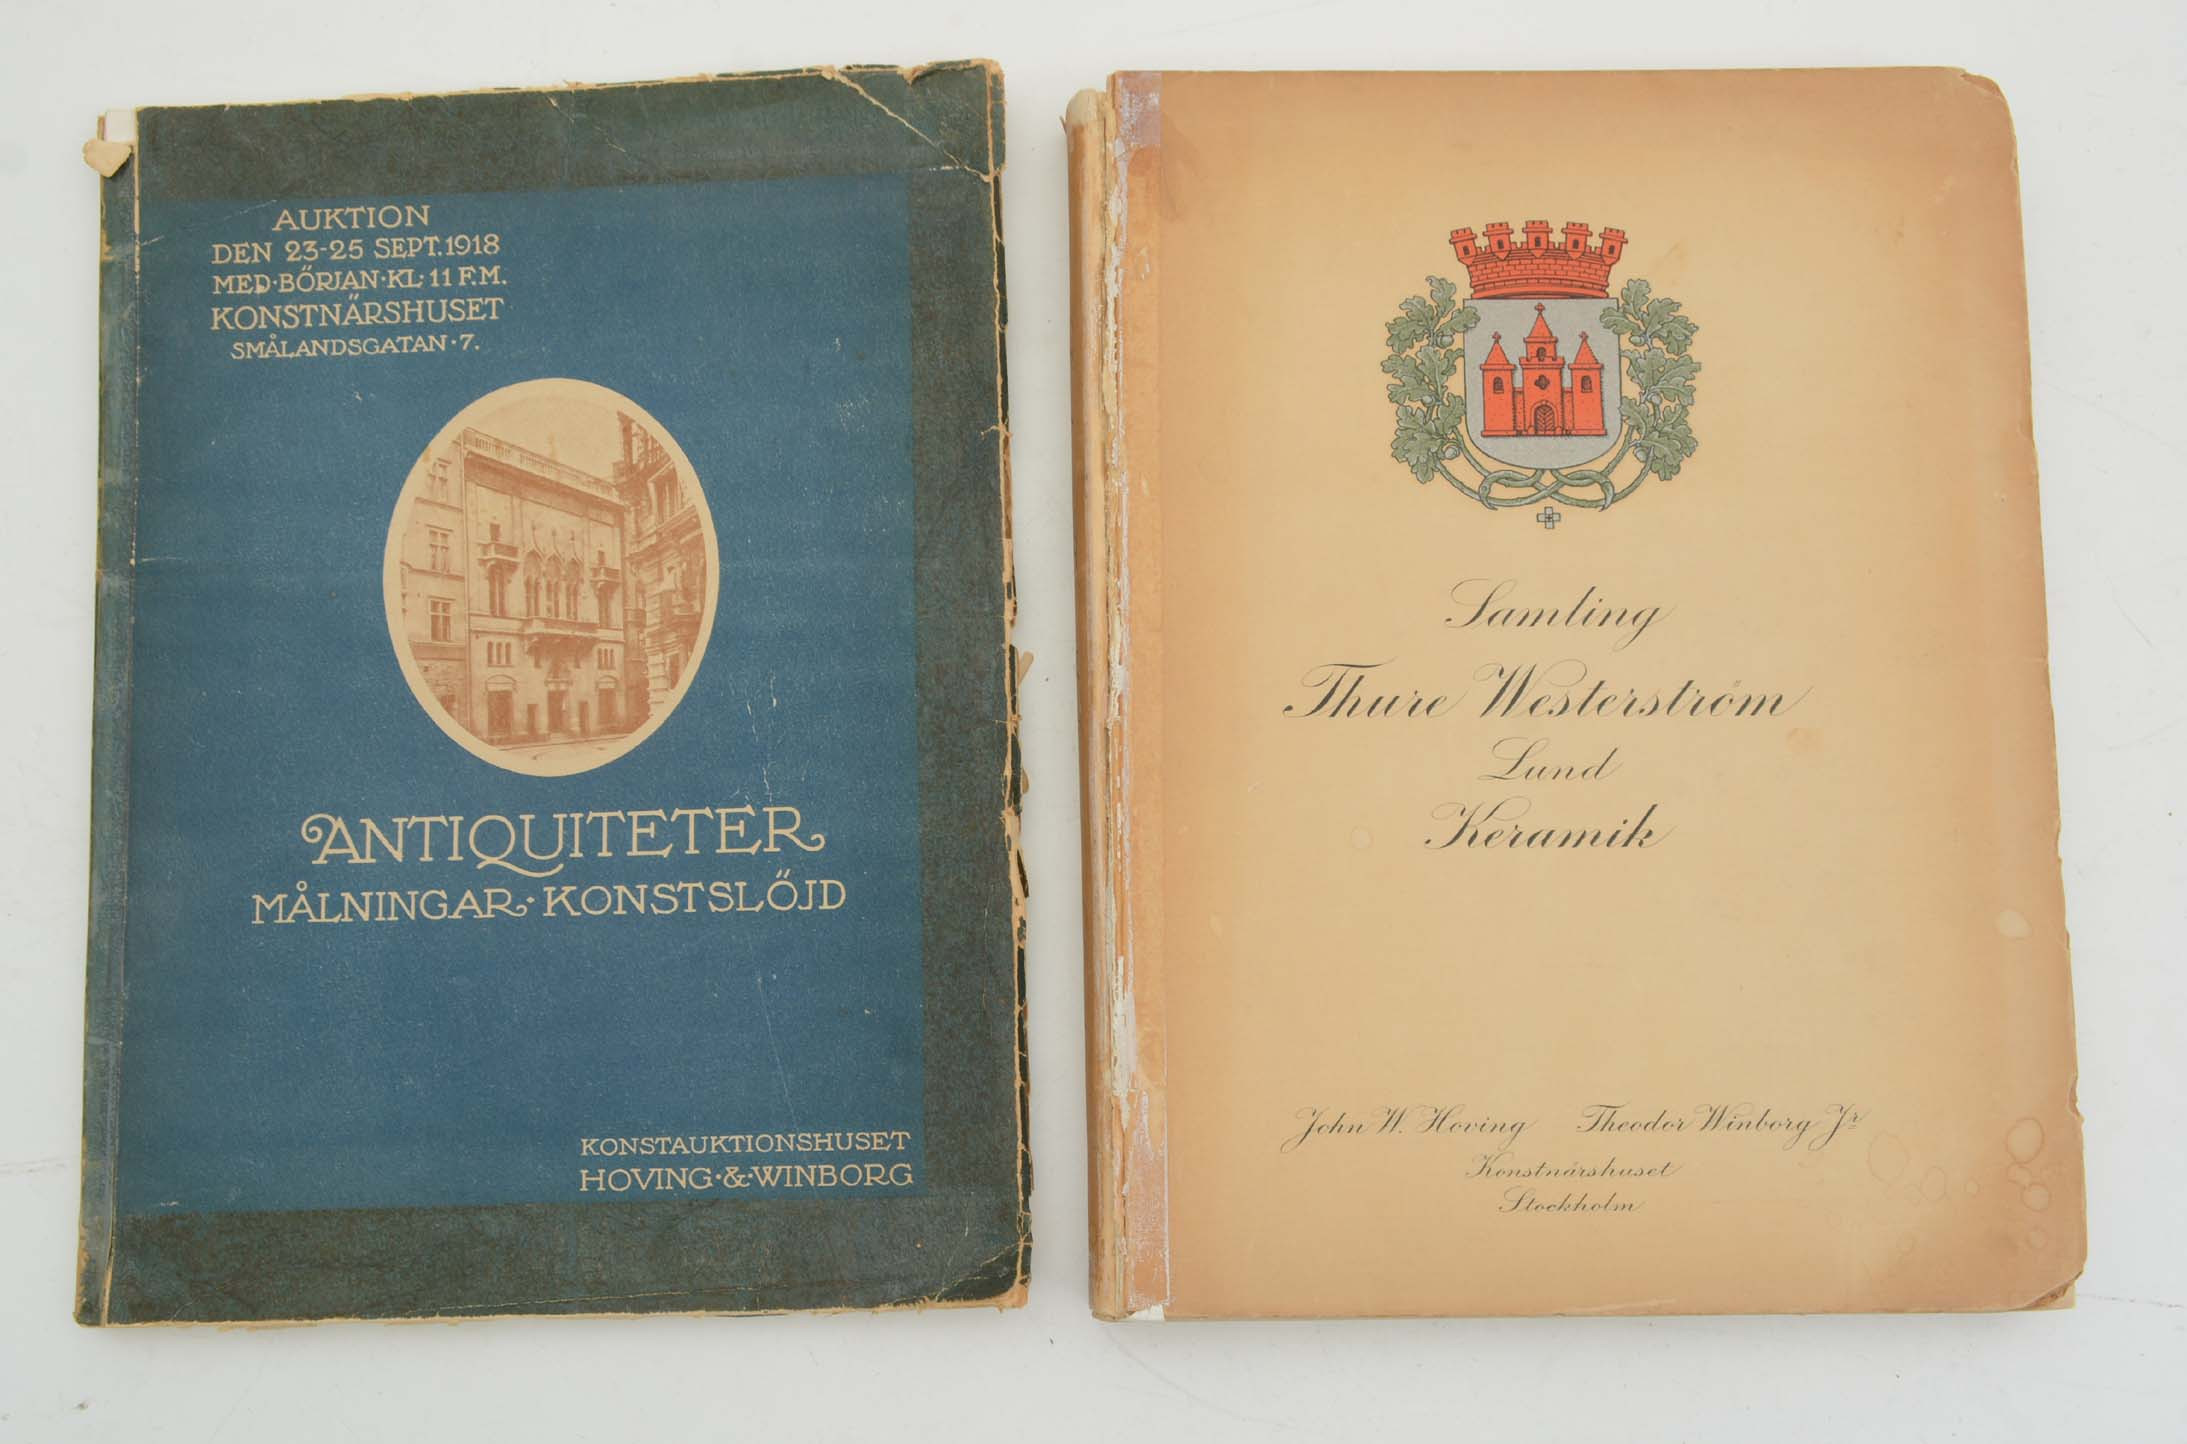 AUKTION
DEN 23-25 SEPT. 1918
MED·BÖRJAN·KL· 11 F.M.
KONSTNÄRSHUSET
SMÅLANDSGATAN·7.
ANTIQUITETER
MÅLNINGAR·KONSTSLÖJD
KONSTAUKTIONSHUSET
HOVING·&·WINBORG
Samling
Thure Westerström
Lund
Keramik
John W. Hoving Theodor Winborg Jr
Konstnärshuset
Stockholm